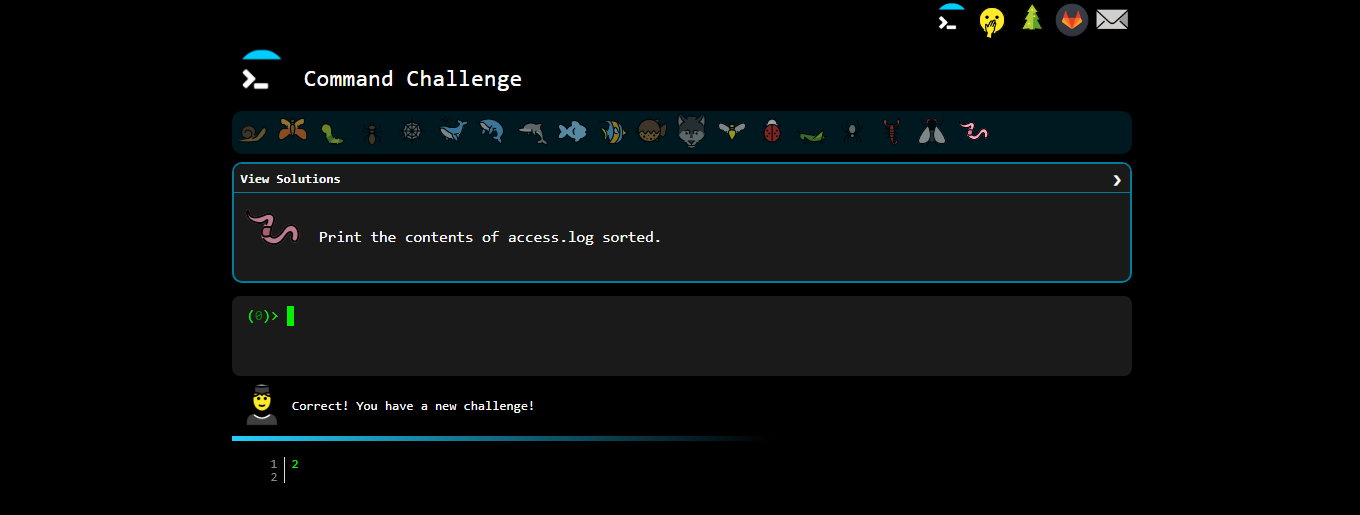 Command Challenge
View Solutions
Print the contents of access.log sorted.
(0)>
Correct! You have a new challenge!
1 2
2